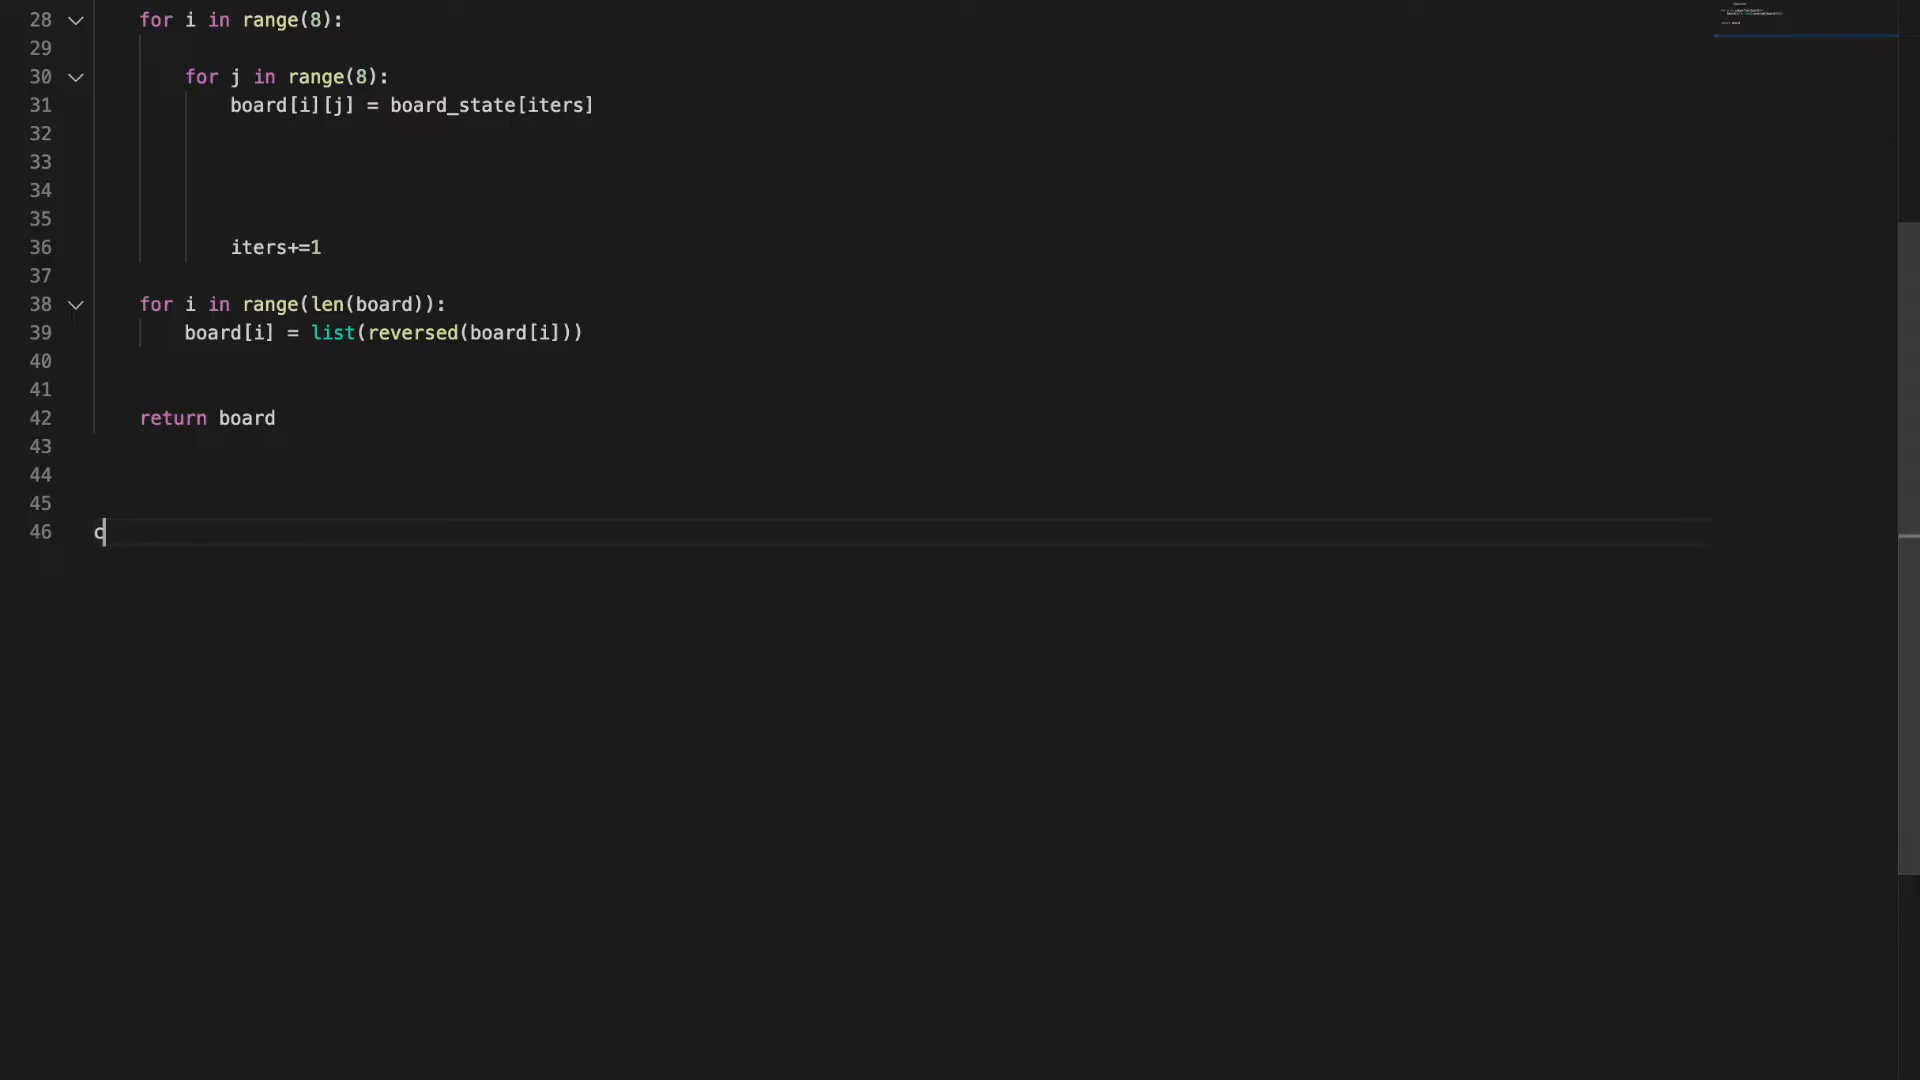 28 for i in range(8):
29
30 for j in range(8):
31 board[i][j] = board_state[iters]
32
33
34
35
36 iters+=1
37
38 for i in range(len(board)):
39 board[i] = list(reversed(board[i]))
40
41
42 return board
43
44
45
46 c